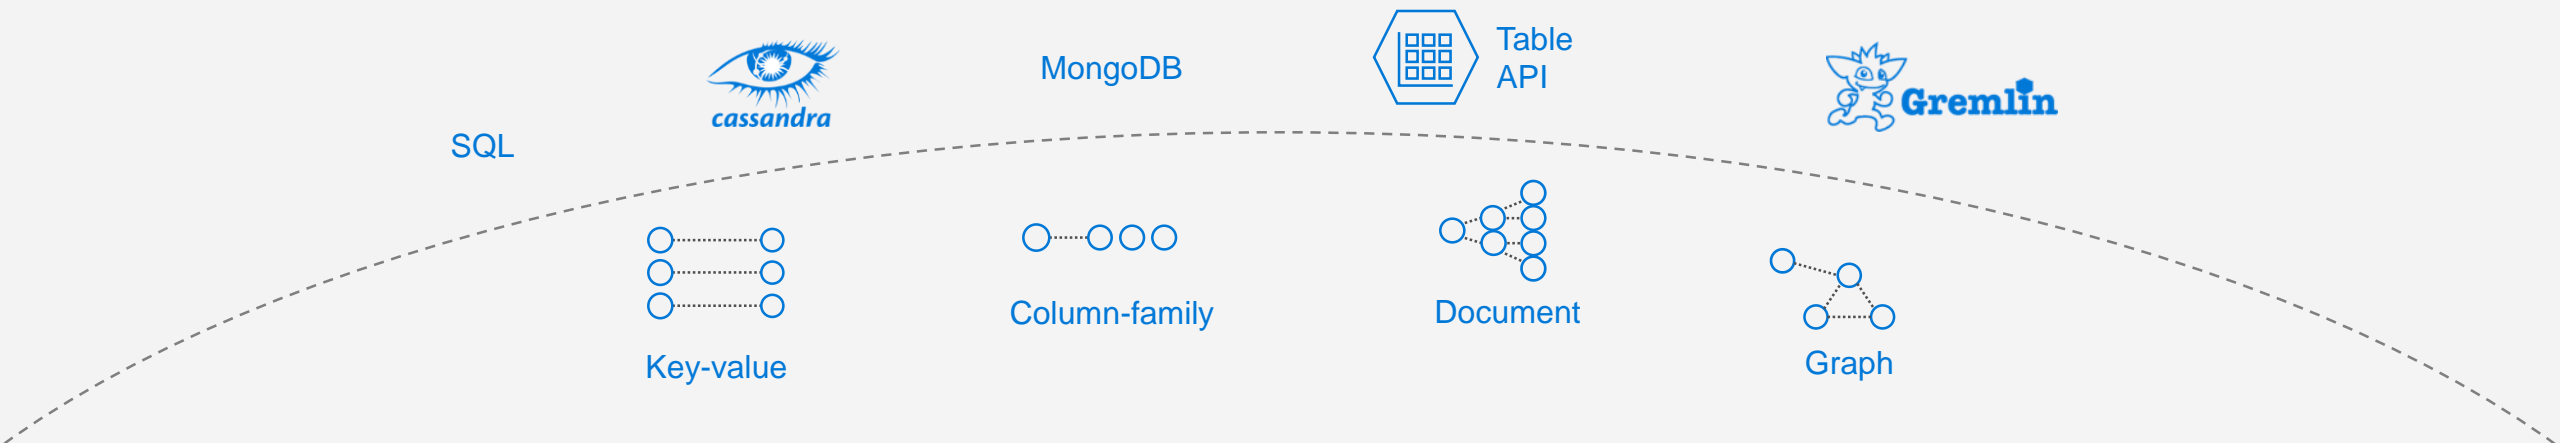 SQL
cassandra
MongoDB
Table
API
Gremlin
Key-value
Column-family
Document
Graph